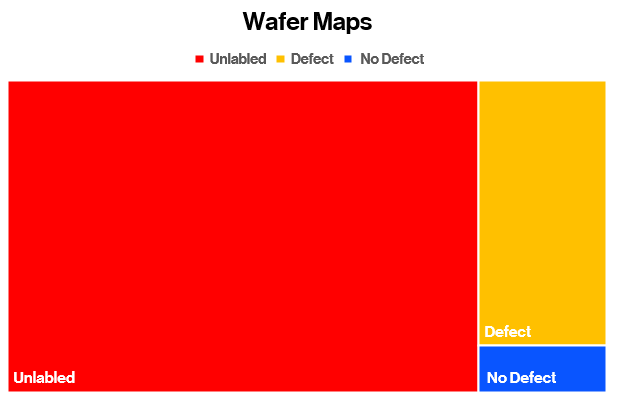 Wafer Maps
Unlabled Defect No Defect
Defect
Unlabled
No Defect